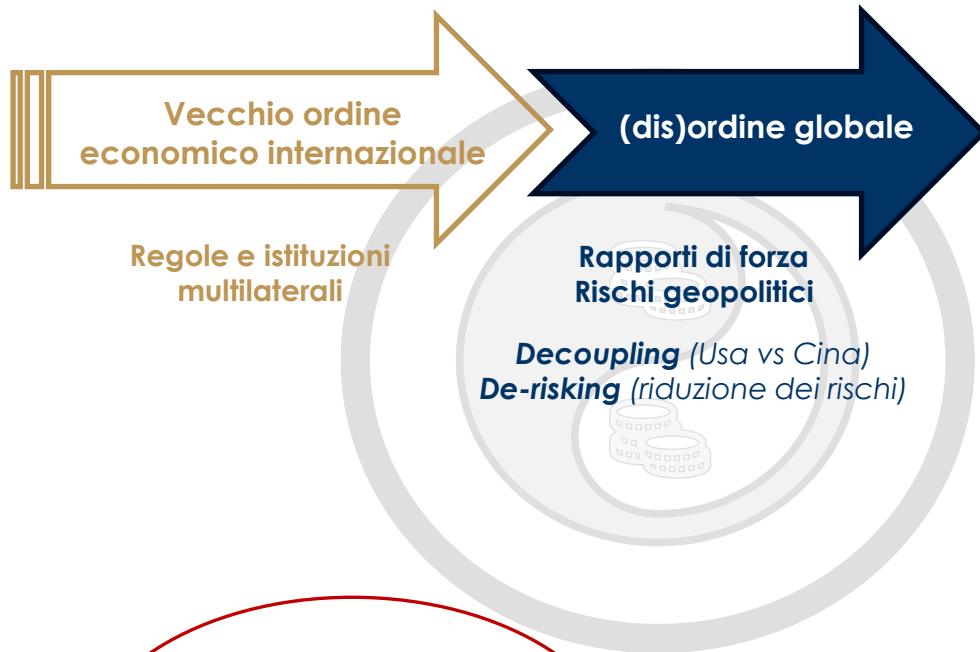 Vecchio ordine
economico internazionale
(dis)ordine globale
Regole e istituzioni
multilaterali
Rapporti di forza
Rischi geopolitici
Decoupling (Usa vs Cina)
De-risking (riduzione dei rischi)